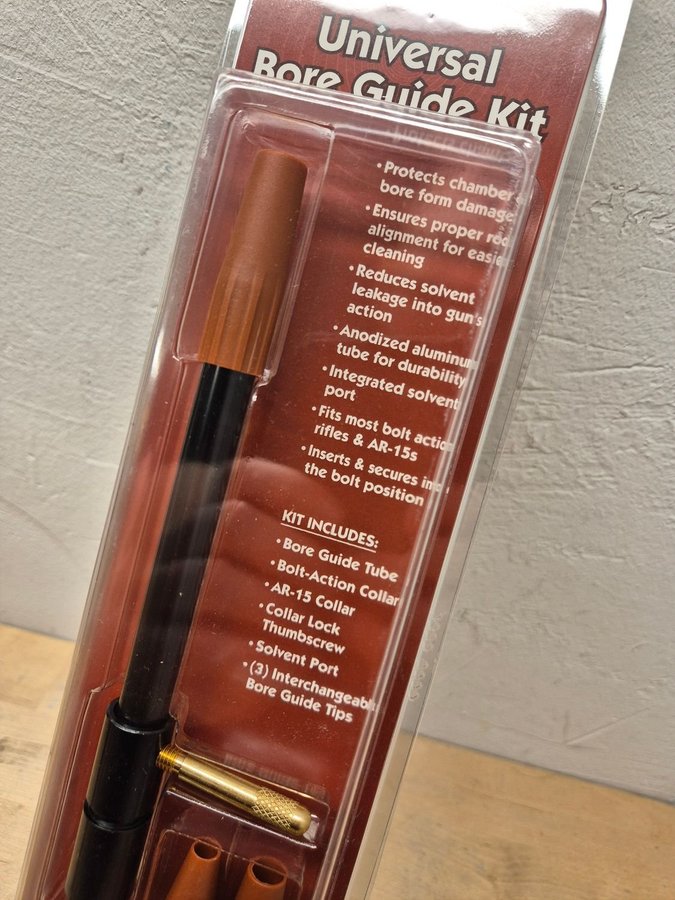 Universal
Bore Guide Kit
• Protects chamber
bore form damage
• Ensures proper rod
alignment for easier
cleaning
• Reduces solvent
leakage into gun's
action
• Anodized aluminum
tube for durability
• Integrated solvent
port
• Fits most bolt action
rifles & AR-15s
• Inserts & secures into
the bolt position
KIT INCLUDES:
• Bore Guide Tube
• Bolt-Action Collar
• AR-15 Collar
• Collar Lock
Thumbscrew
• Solvent Port
• (3) Interchangeable
Bore Guide Tips